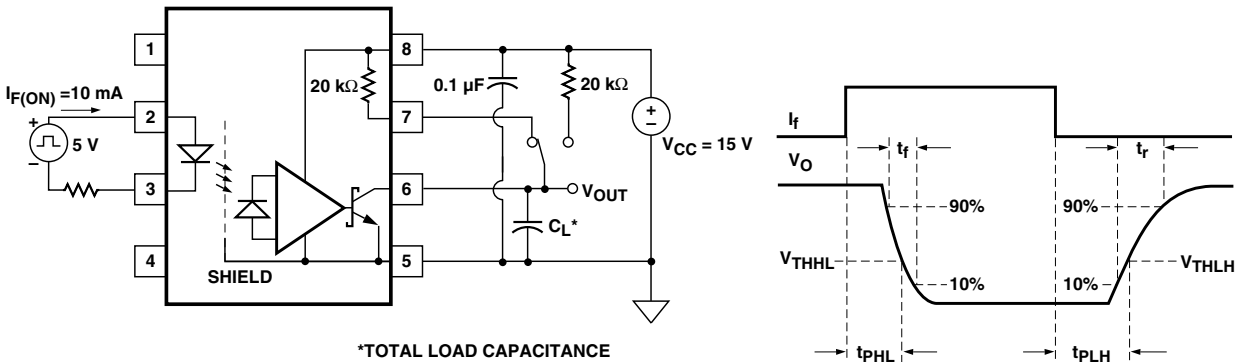 1
2
3
4
8
7
6
5
I_F(ON) =10 mA
+
5 V
–
20 kΩ
0.1 µF
20 kΩ
+
–
V_CC = 15 V
V_OUT
C_L*
SHIELD
*TOTAL LOAD CAPACITANCE
I_f
V_O
t_f
t_r
90%
90%
V_THHL
V_THLH
10%
10%
t_PHL
t_PLH